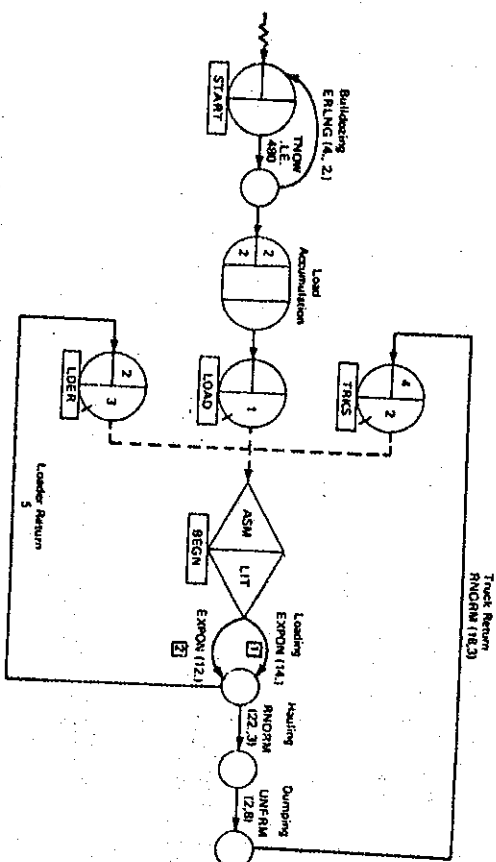 Bulldozing
ERLNG (4., 2.)
TNOW
.LE.
480
START
Load
Accumulation
2
2
1
LOAD
4
2
TRKS
2
3
LDER
ASM
LIT
BEGN
Loading
EXPON (14.)
1
2
EXPON (12.)
Hauling
RNORM
(22.,3)
Dumping
UNFRM
(2,8)
Truck Return
RNORM (18,3)
Loader Return
5